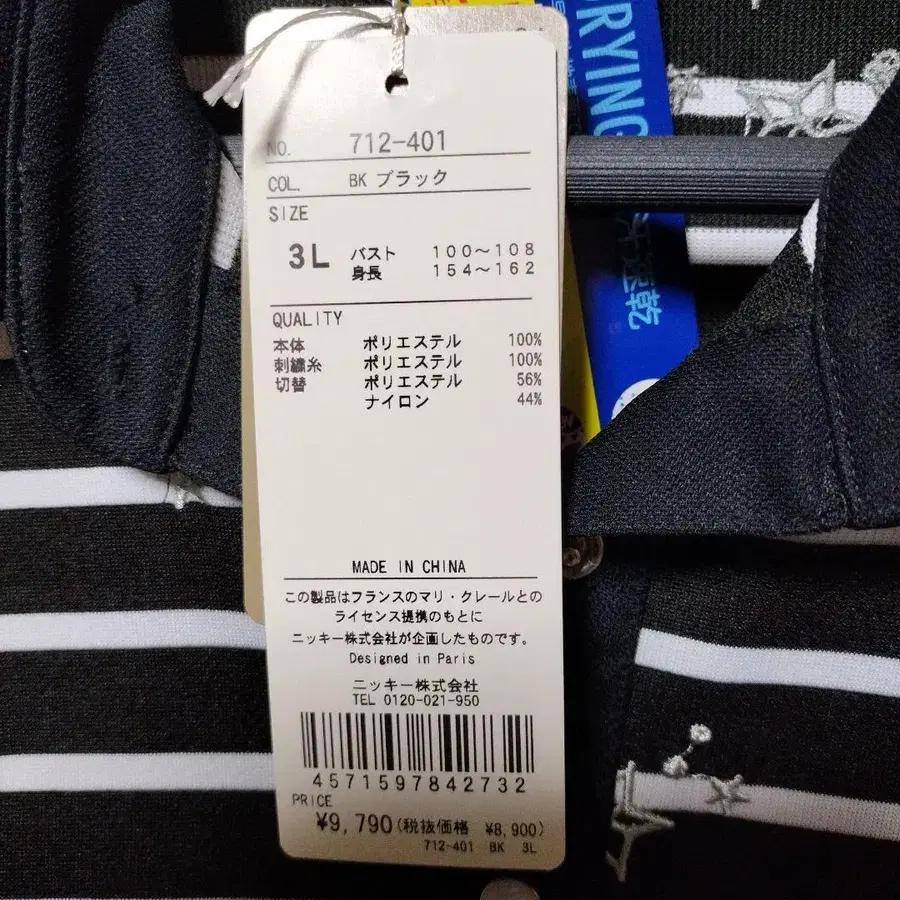 NO. 712-401
COL. BK ブラック
SIZE
3L バスト 100～108
身長 154～162
QUALITY
本体 ポリエステル 100%
刺繍糸 ポリエステル 100%
切替 ポリエステル 56%
ナイロン 44%
MADE IN CHINA
この製品はフランスのマリ・クレールとの
ライセンス提携のもとに
ニッキー株式会社が企画したものです。
Designed in Paris
ニッキー株式会社
TEL 0120-021-950
4571597842732
PRICE
¥9,790(税抜価格 ¥8,900)
712-401 BK 3L
DRYING
汗速乾